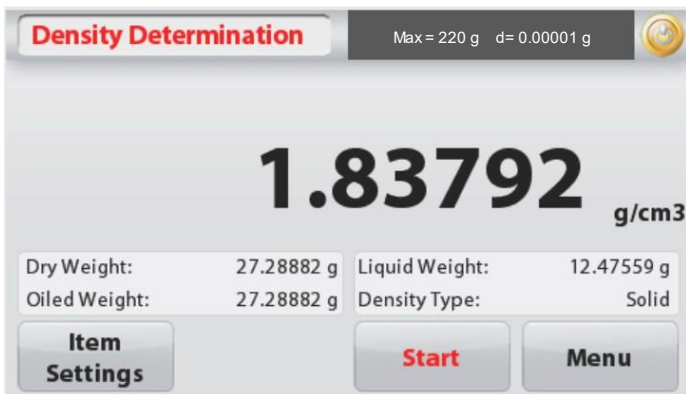 Density Determination
Max = 220 g d= 0.00001 g
1.83792 g/cm3
Dry Weight: 27.28882 g Liquid Weight: 12.47559 g
Oiled Weight: 27.28882 g Density Type: Solid
Item
Settings
Start
Menu